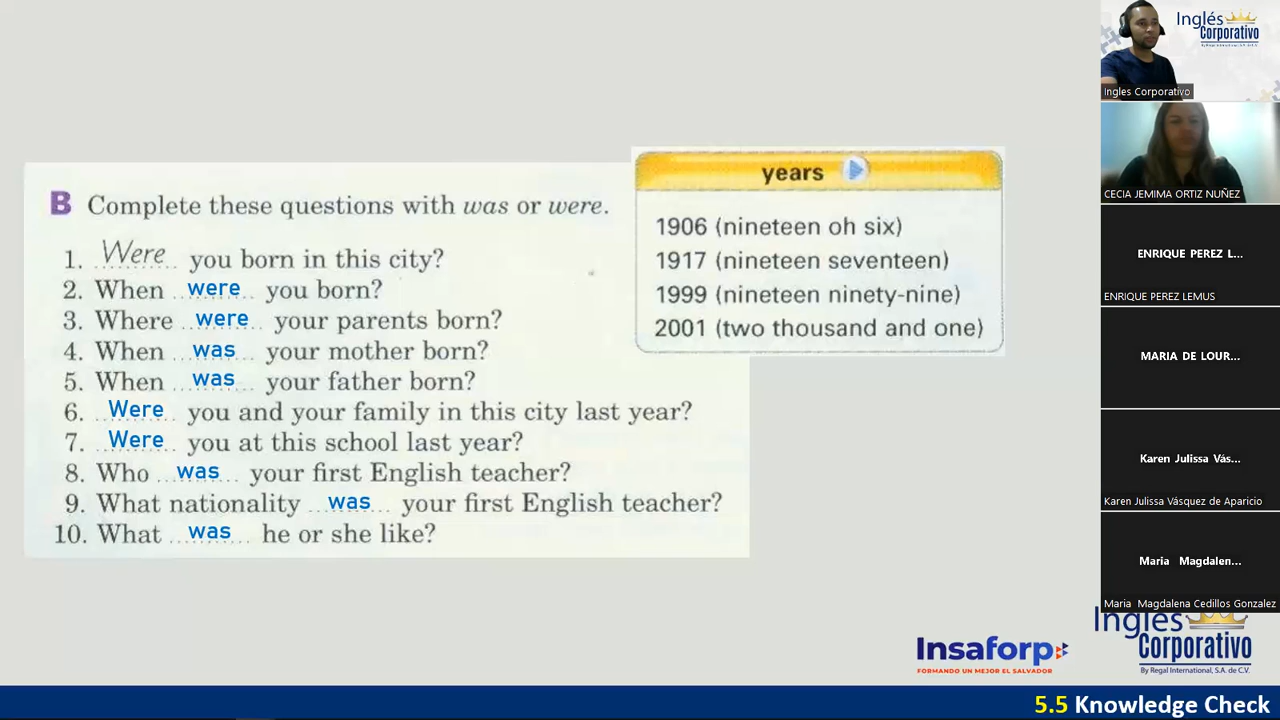 B Complete these questions with was or were.
1. Were you born in this city?
2. When were you born?
3. Where were your parents born?
4. When was your mother born?
5. When was your father born?
6. Were you and your family in this city last year?
7. Were you at this school last year?
8. Who was your first English teacher?
9. What nationality was your first English teacher?
10. What was he or she like?
years
1906 (nineteen oh six)
1917 (nineteen seventeen)
1999 (nineteen ninety-nine)
2001 (two thousand and one)
Inglés
Corporativo
By Regal International, S.A. de C.V.
Ingles Corporativo
CECIA JEMIMA ORTIZ NUÑEZ
ENRIQUE PEREZ L...
ENRIQUE PEREZ LEMUS
MARIA DE LOUR...
Karen Julissa Vás...
Karen Julissa Vásquez de Aparicio
Maria Magdalen...
Maria Magdalena Cedillos Gonzalez
Insaforp
FORMANDO UN MEJOR EL SALVADOR
Inglés
Corporativo
By Regal International, S.A. de C.V.
5.5 Knowledge Check